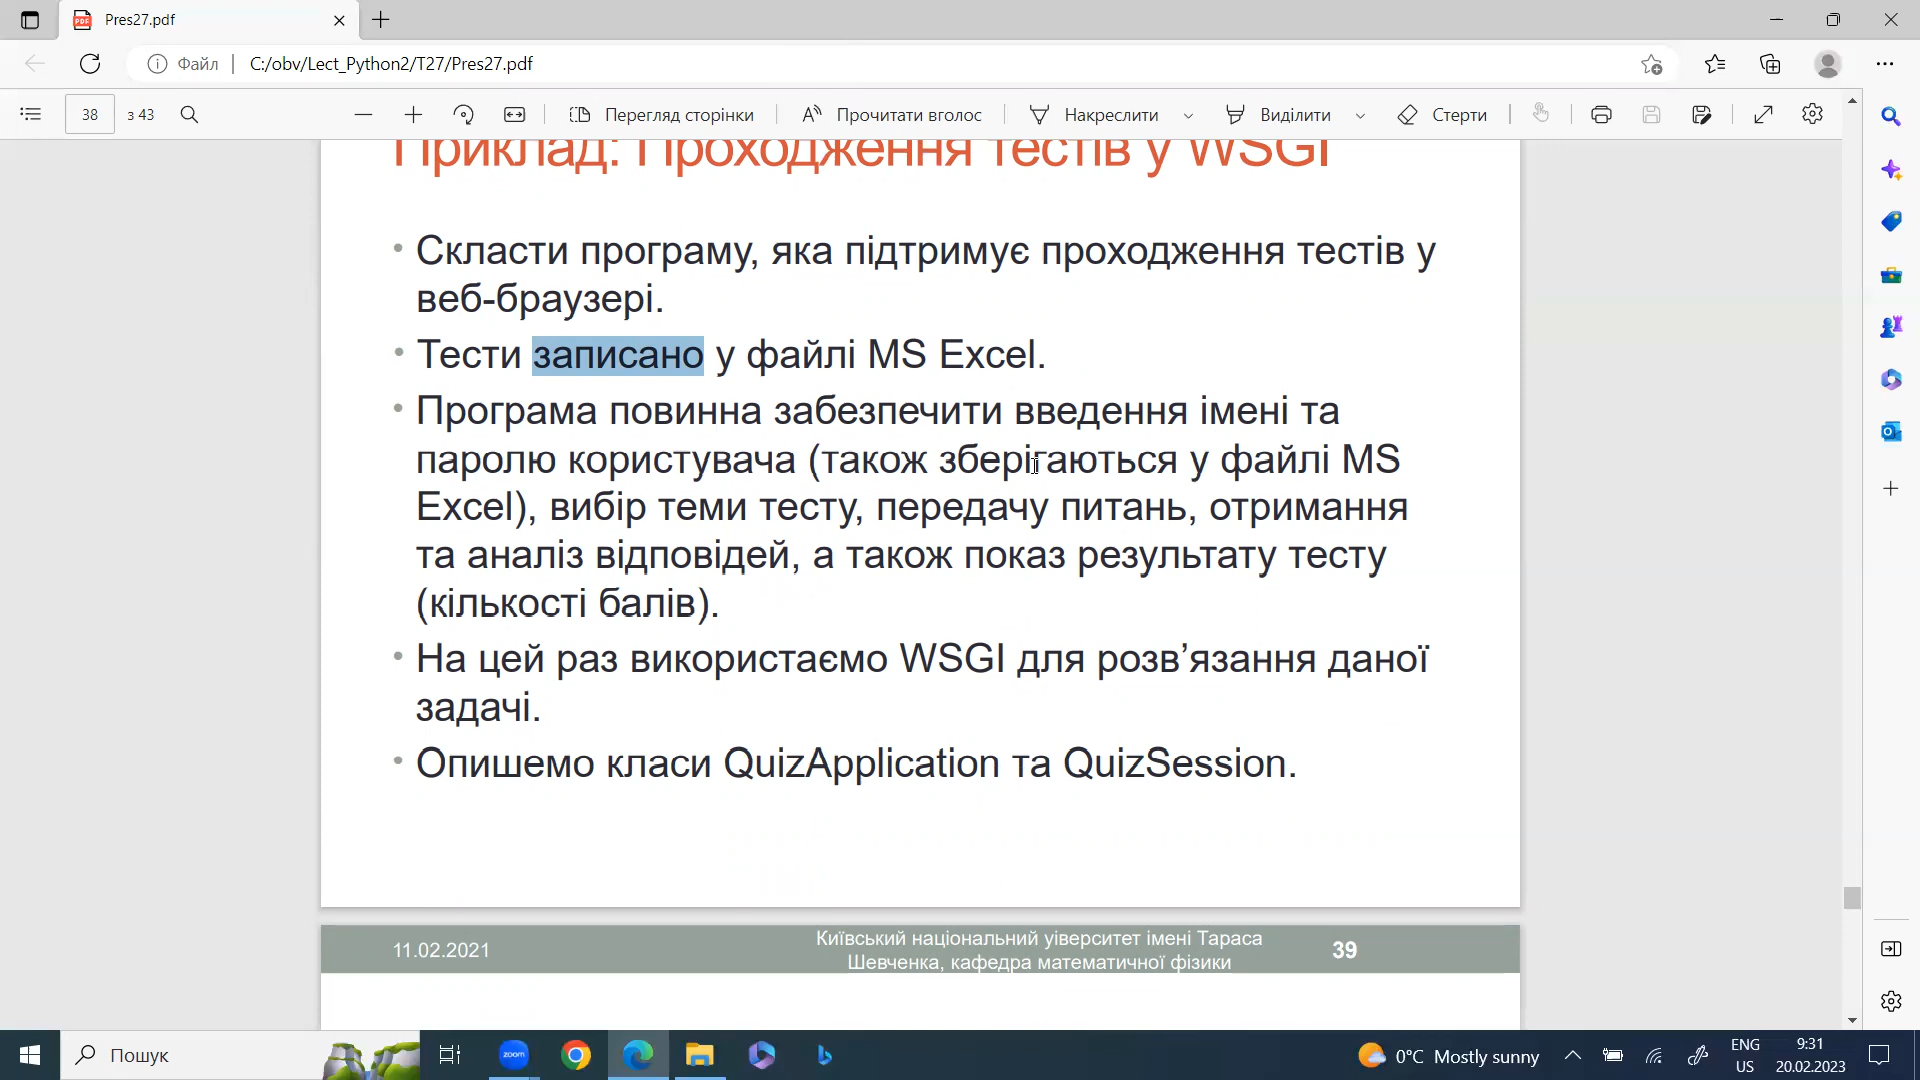 Pres27.pdf
Файл
C:/obv/Lect_Python2/T27/Pres27.pdf
38
з 43
Перегляд сторінки
Прочитати вголос
Накреслити
Виділити
Стерти
Приклад: Проходження тестів у WSGI
• Скласти програму, яка підтримує проходження тестів у
веб-браузері.
• Тести записано у файлі MS Excel.
• Програма повинна забезпечити введення імені та
паролю користувача (також зберігаються у файлі MS
Excel), вибір теми тесту, передачу питань, отримання
та аналіз відповідей, а також показ результату тесту
(кількості балів).
• На цей раз використаємо WSGI для розв’язання даної
задачі.
• Опишемо класи QuizApplication та QuizSession.
11.02.2021
Київський національний уіверситет імені Тараса
Шевченка, кафедра математичної фізики
39
Пошук
zoom
0°C Mostly sunny
ENG
US
9:31
20.02.2023